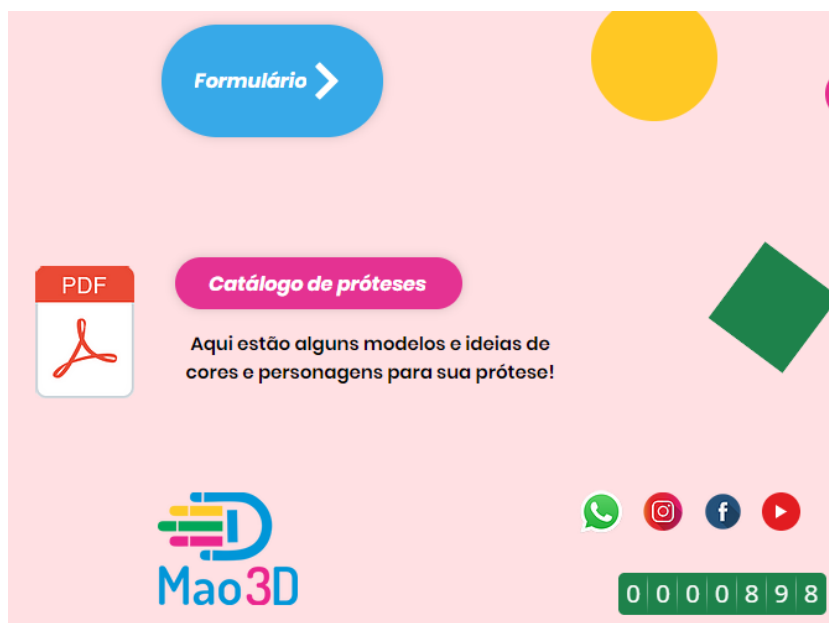 Formulário
PDF
Catálogo de próteses
Aqui estão alguns modelos e ideias de
cores e personagens para sua prótese!
Mao3D
0000898